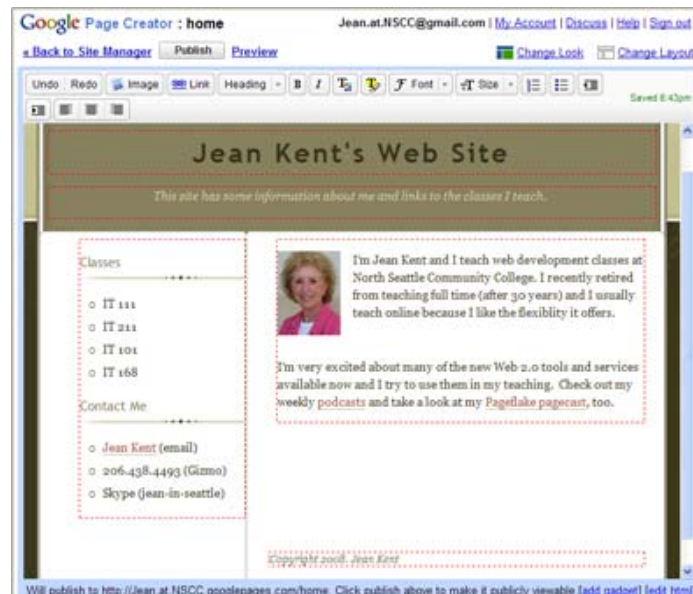 Google Page Creator : home Jean.at.NSCC@gmail.com | My Account | Discuss | Help | Sign out
« Back to Site Manager Publish Preview Change Look Change Layout
Undo Redo Image Link Heading B I T T F Font T Size
Saved 6:43pm
Jean Kent's Web Site
This site has some information about me and links to the classes I teach.
Classes
IT 111
IT 211
IT 101
IT 168
Contact Me
Jean Kent (email)
206.438.4493 (Gizmo)
Skype (jean-in-seattle)
I'm Jean Kent and I teach web development classes at
North Seattle Community College. I recently retired
from teaching full time (after 30 years) and I usually
teach online because I like the flexiblity it offers.
I'm very excited about many of the new Web 2.0 tools and services
available now and I try to use them in my teaching. Check out my
weekly podcasts and take a look at my Pageflake pagecast, too.
Copyright 2008. Jean Kent
Will publish to http://Jean.at.NSCC.googlepages.com/home. Click publish above to make it publicly viewable [add gadget] [edit html